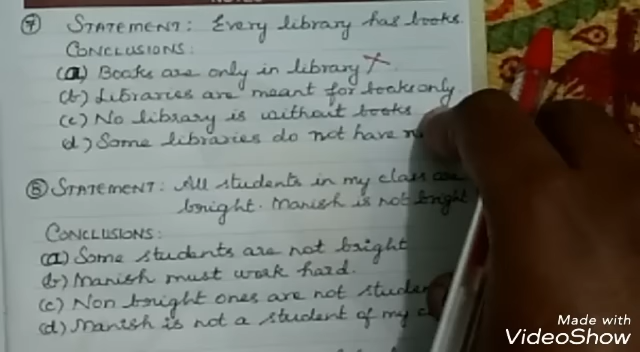 ⑦ STATEMENT: Every library has books.
CONCLUSIONS:
(a) Books are only in library X
(b) Libraries are meant for books only
(c) No library is without books
d) Some libraries do not have
⑧ STATEMENT: All students in my class are
bright. Manish is not bright
CONCLUSIONS:
(a) Some students are not bright
(b) Manish must work hard.
(c) Non bright ones are not
(d) Manish is not a student of my
Made with
VideoShow